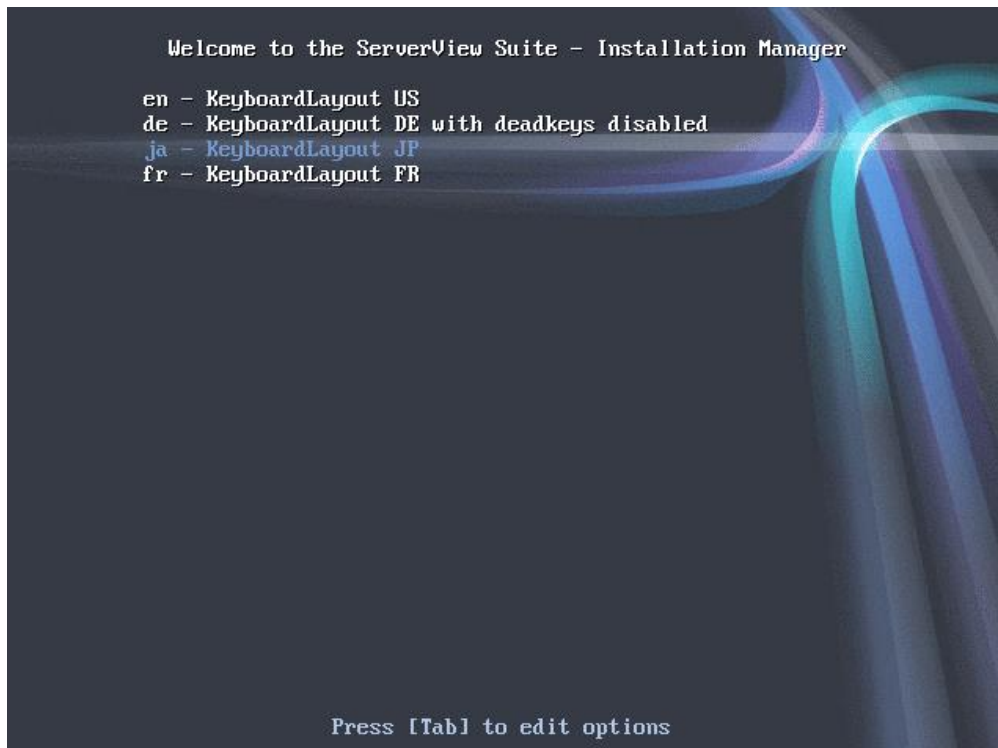 Welcome to the ServerView Suite - Installation Manager
en - KeyboardLayout US
de - KeyboardLayout DE with deadkeys disabled
ja - KeyboardLayout JP
fr - KeyboardLayout FR
Press [Tab] to edit options